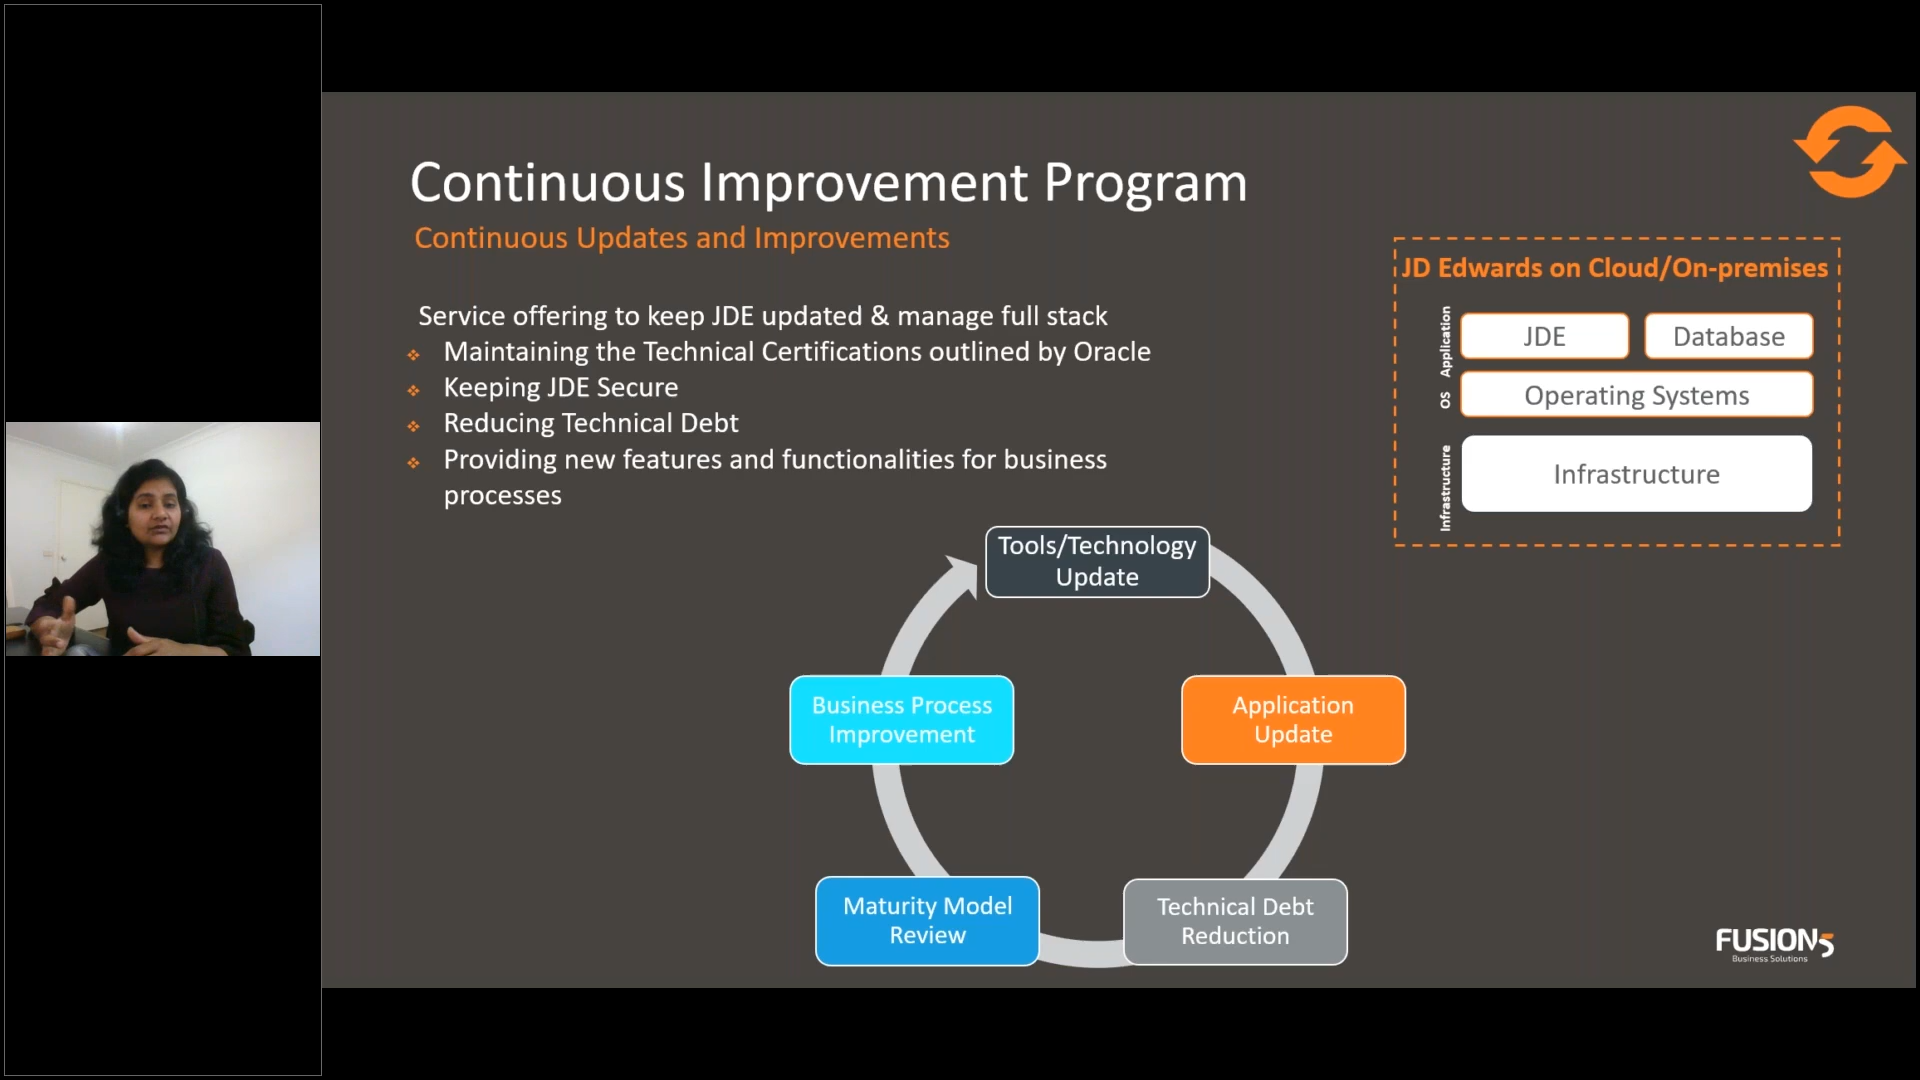 Continuous Improvement Program
Continuous Updates and Improvements
Service offering to keep JDE updated & manage full stack
Maintaining the Technical Certifications outlined by Oracle
Keeping JDE Secure
Reducing Technical Debt
Providing new features and functionalities for business
processes
JD Edwards on Cloud/On-premises
Application
JDE
Database
OS
Operating Systems
Infrastructure
Infrastructure
Tools/Technology
Update
Business Process
Improvement
Application
Update
Maturity Model
Review
Technical Debt
Reduction
FUSION5
Business Solutions